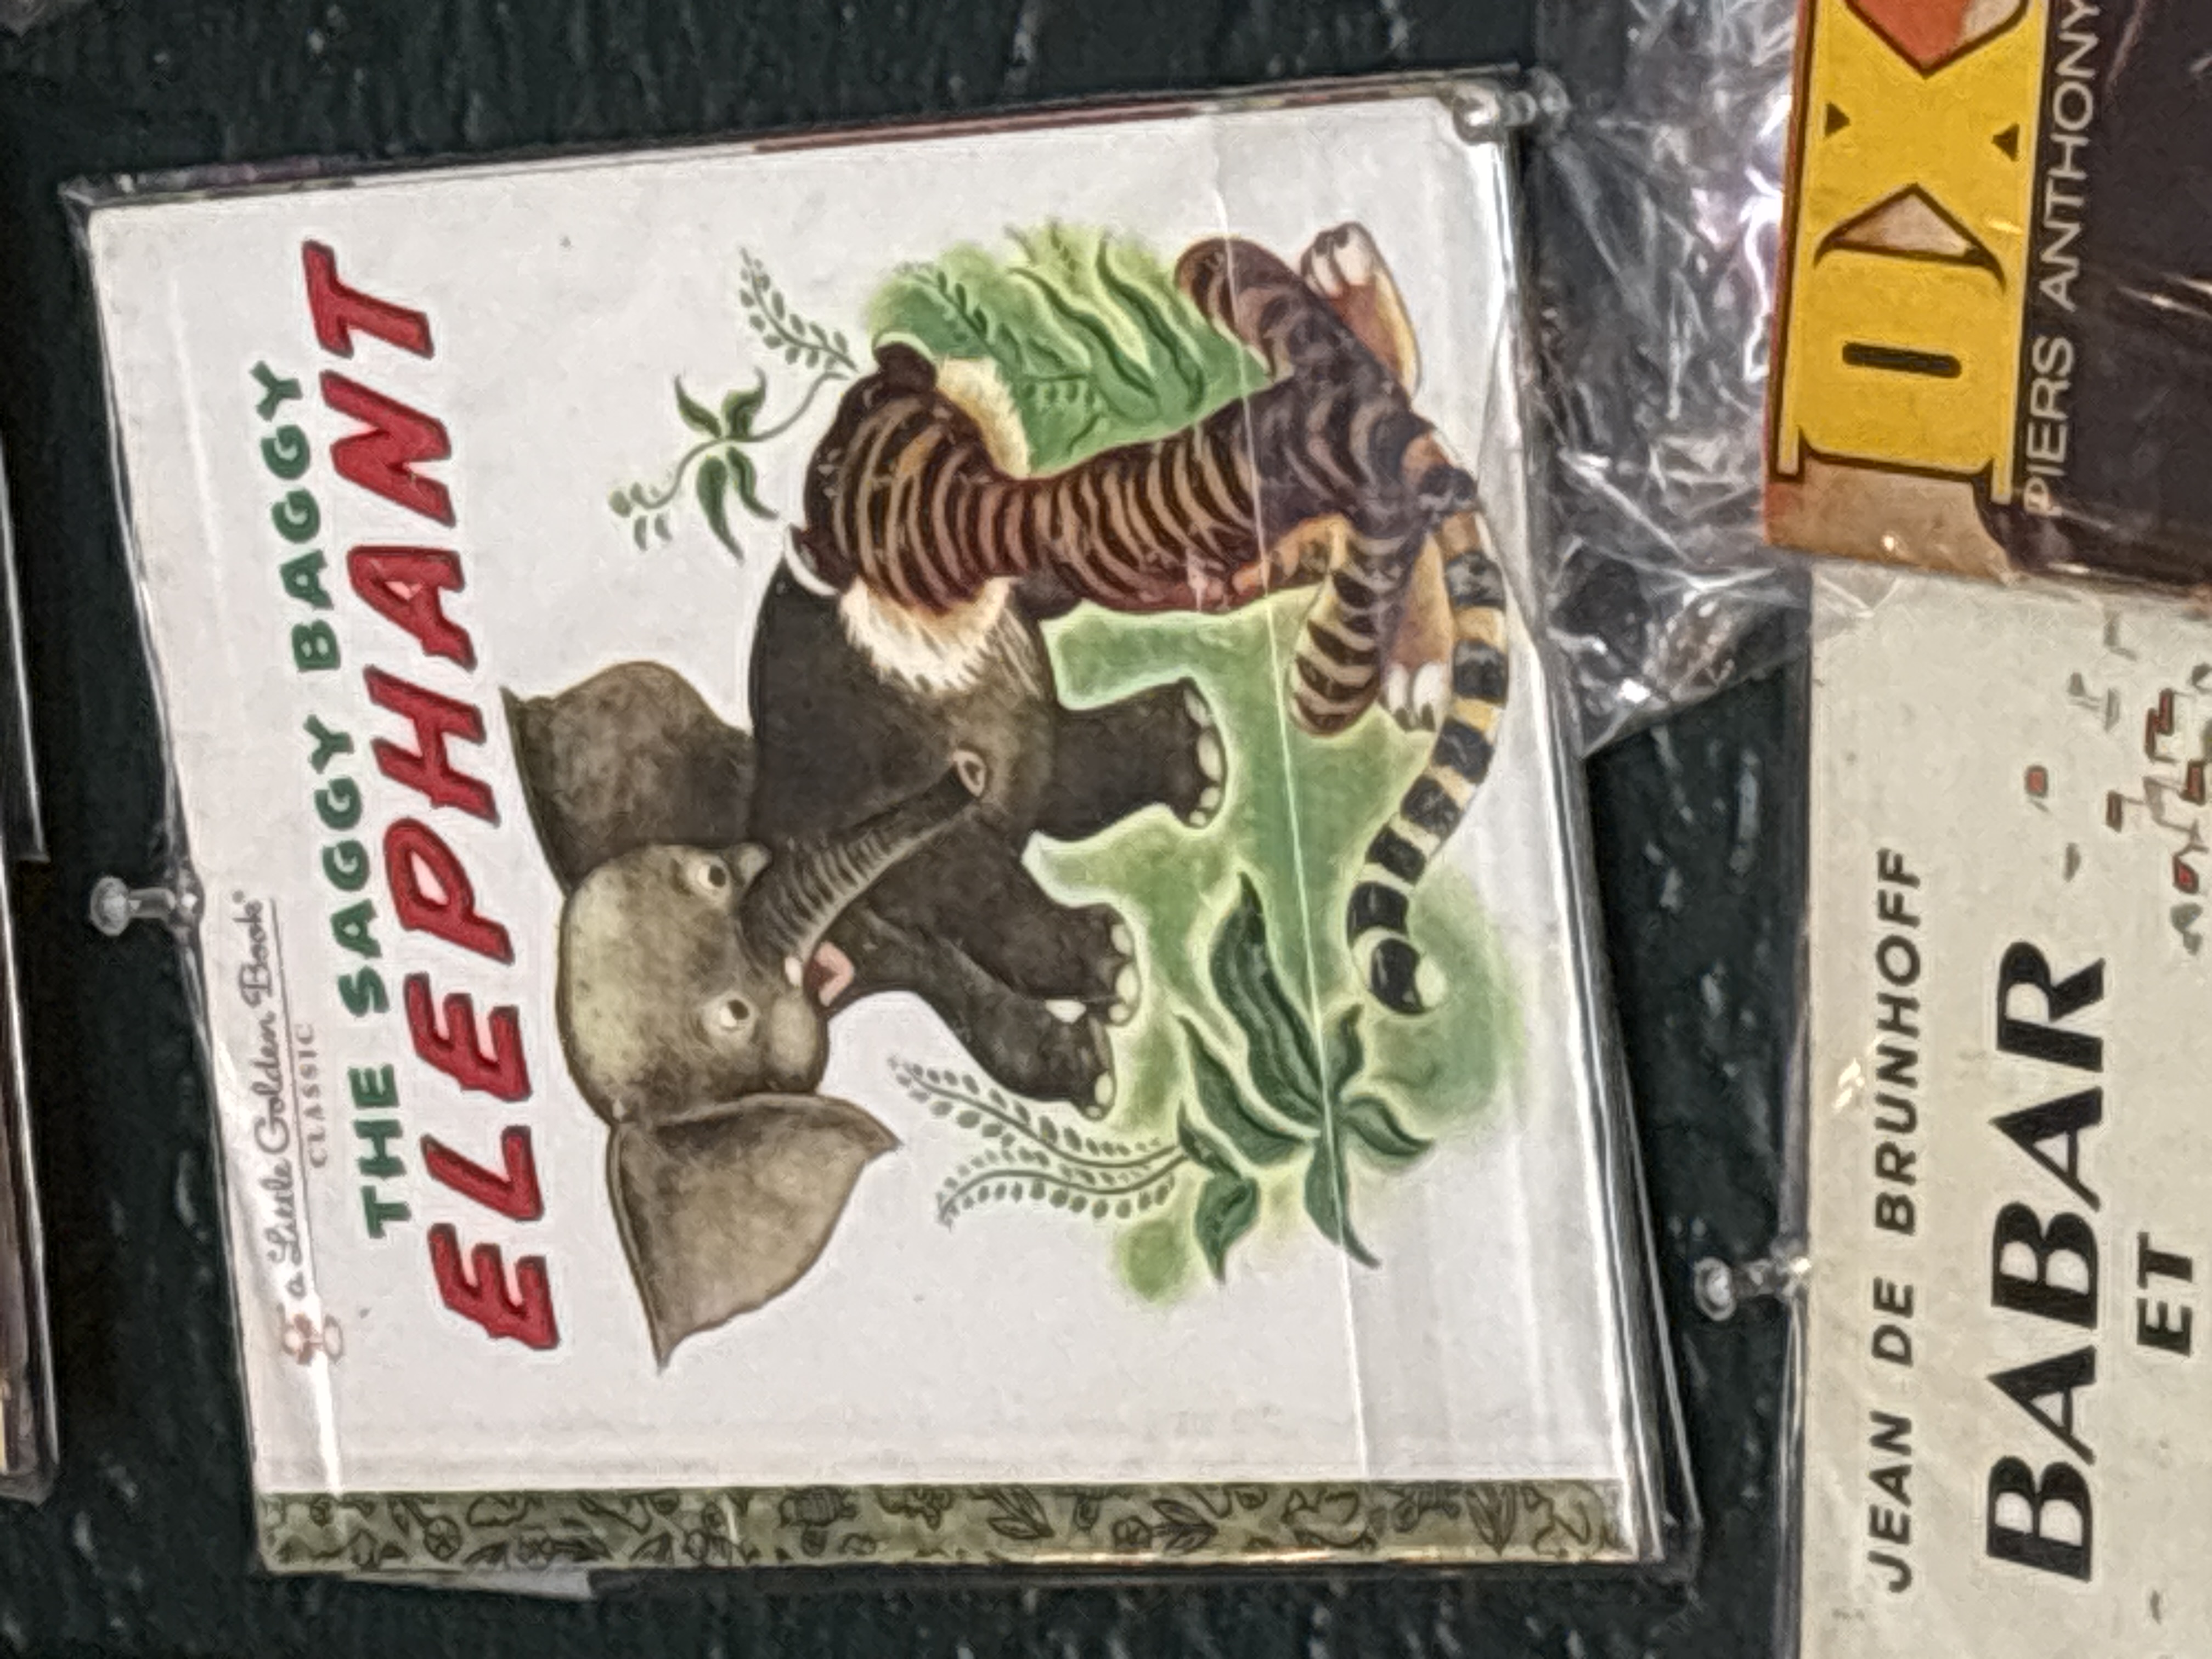 a Little Golden Book®
CLASSIC
THE SAGGY BAGGY
ELEPHANT
PIERS ANTHONY
JEAN DE BRUNHOFF
BABAR
ET